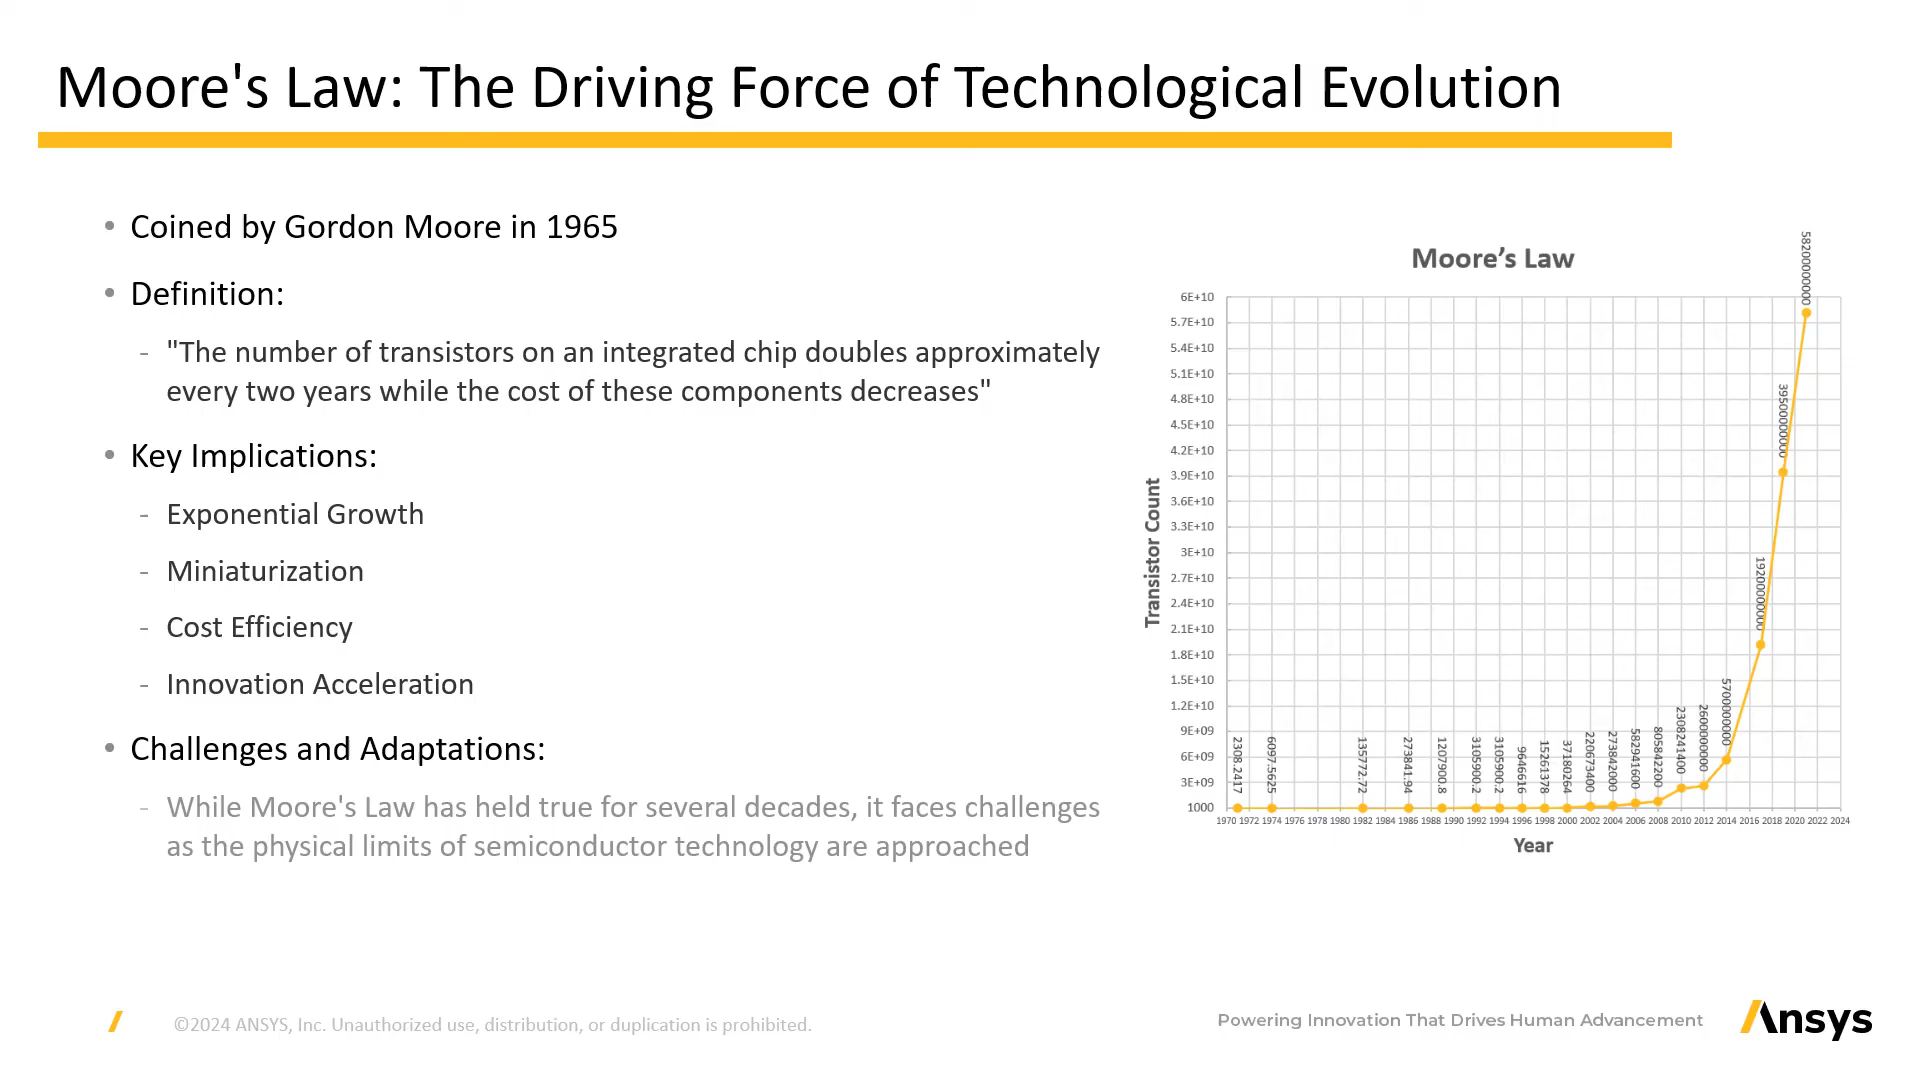 Moore's Law: The Driving Force of Technological Evolution
• Coined by Gordon Moore in 1965
• Definition:
- "The number of transistors on an integrated chip doubles approximately
every two years while the cost of these components decreases"
• Key Implications:
- Exponential Growth
- Miniaturization
- Cost Efficiency
- Innovation Acceleration
• Challenges and Adaptations:
- While Moore's Law has held true for several decades, it faces challenges
as the physical limits of semiconductor technology are approached
Moore’s Law
Transistor Count
6E+10
5.7E+10
5.4E+10
5.1E+10
4.8E+10
4.5E+10
4.2E+10
3.9E+10
3.6E+10
3.3E+10
3E+10
2.7E+10
2.4E+10
2.1E+10
1.8E+10
1.5E+10
1.2E+10
9E+09
6E+09
3E+09
1000
2308.2417
6097.5625
135772.72
273841.94
1207900.8
3105900.2
3105900.2
9646616
15261378
37180264
220673400
273842000
582941600
805842200
2308241400
2600000000
5700000000
19200000000
39500000000
58200000000
1970 1972 1974 1976 1978 1980 1982 1984 1986 1988 1990 1992 1994 1996 1998 2000 2002 2004 2006 2008 2010 2012 2014 2016 2018 2020 2022 2024
Year
©2024 ANSYS, Inc. Unauthorized use, distribution, or duplication is prohibited.
Powering Innovation That Drives Human Advancement
Ansys